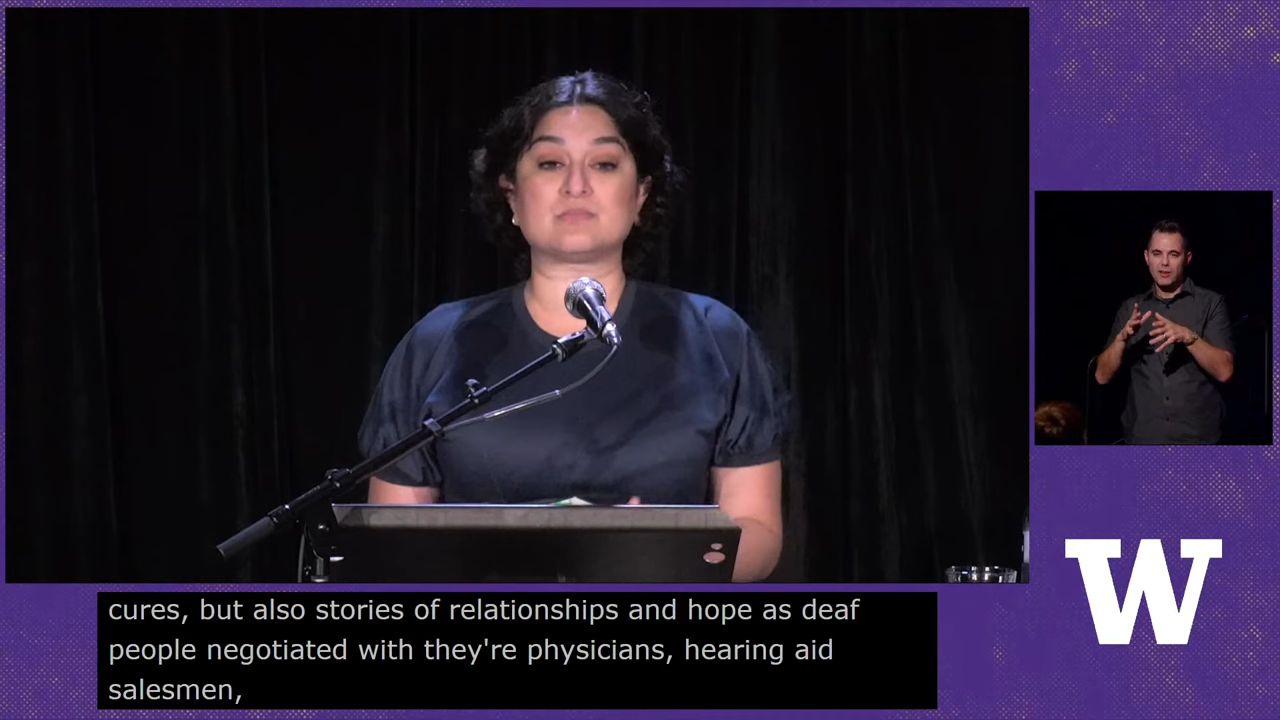 cures, but also stories of relationships and hope as deaf
people negotiated with they're physicians, hearing aid
salesmen,
W